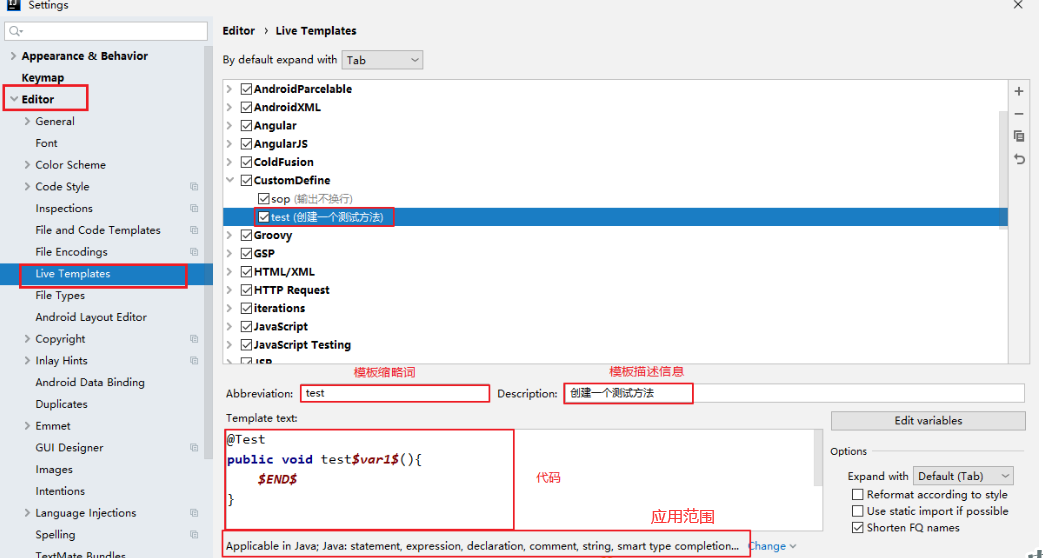 Settings
Editor › Live Templates
Appearance & Behavior
By default expand with Tab
Keymap
Editor
General
Font
Color Scheme
Code Style
Inspections
File and Code Templates
File Encodings
Live Templates
File Types
Android Layout Editor
Copyright
Inlay Hints
Android Data Binding
Duplicates
Emmet
GUI Designer
Images
Intentions
Language Injections
Spelling
TextMate Bundles
AndroidParcelable
AndroidXML
Angular
AngularJS
ColdFusion
CustomDefine
sop (输出不换行)
test (创建一个测试方法)
Groovy
GSP
HTML/XML
HTTP Request
iterations
JavaScript
JavaScript Testing
JSP
模板缩略词
模板描述信息
Abbreviation: test
Description: 创建一个测试方法
Template text:
@Test
public void test$var1$(){
$END$
}
代码
应用范围
Applicable in Java; Java: statement, expression, declaration, comment, string, smart type completion... Change
Edit variables
Options
Expand with Default (Tab)
Reformat according to style
Use static import if possible
Shorten FQ names